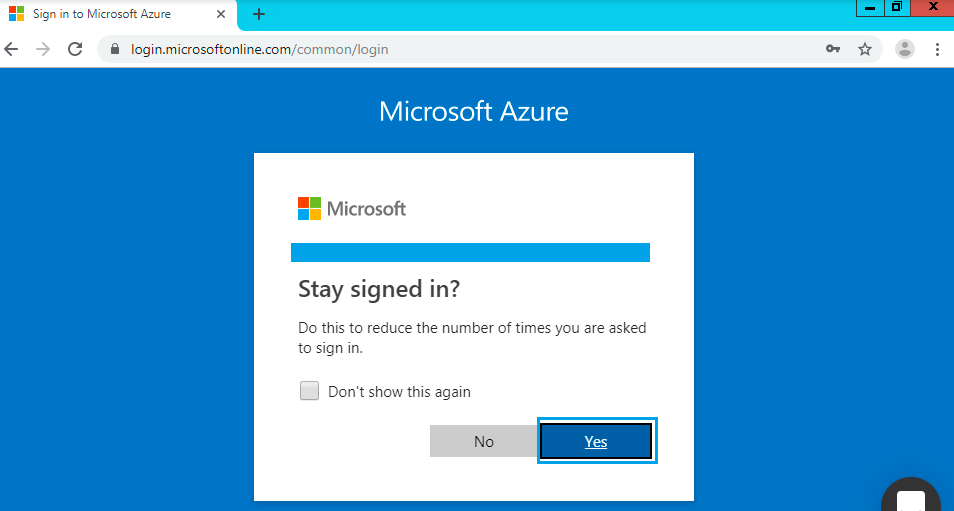 Sign in to Microsoft Azure
login.microsoftonline.com/common/login
Microsoft Azure
Microsoft
Stay signed in?
Do this to reduce the number of times you are asked
to sign in.
Don't show this again
No
Yes